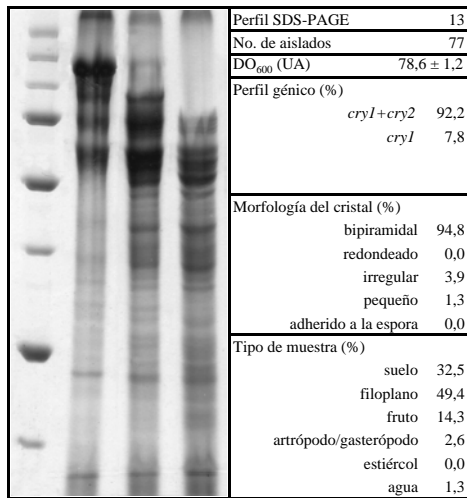 Perfil SDS-PAGE 13
No. de aislados 77
DO600 (UA) 78,6 ± 1,2
Perfil génico (%)
cry1+cry2 92,2
cry1 7,8
Morfología del cristal (%)
bipiramidal 94,8
redondeado 0,0
irregular 3,9
pequeño 1,3
adherido a la espora 0,0
Tipo de muestra (%)
suelo 32,5
filoplano 49,4
fruto 14,3
artrópodo/gasterópodo 2,6
estiércol 0,0
agua 1,3